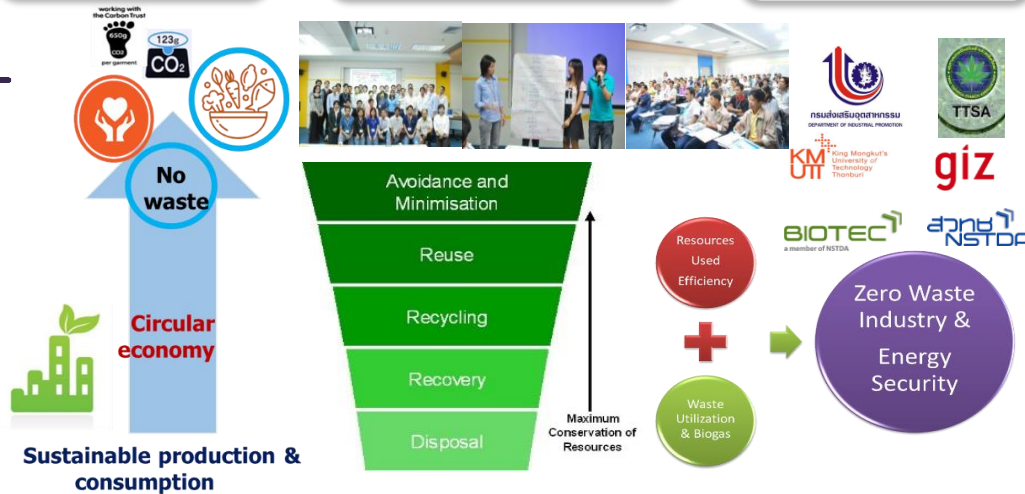 working with
the Carbon Trust
650g
CO2
per garment
123g
CO2
No
waste
Circular
economy
Sustainable production &
consumption
Avoidance and
Minimisation
Reuse
Recycling
Recovery
Disposal
Maximum
Conservation of
Resources
Resources
Used
Efficiency
Waste
Utilization
& Biogas
Zero Waste
Industry &
Energy
Security
กรมส่งเสริมอุตสาหกรรม
DEPARTMENT OF INDUSTRIAL PROMOTION
TTSA
KM
UTT
King Mongkut's
University of
Technology
Thonburi
giz
BIOTEC
a member of NSTDA
สวทช
NSTDA